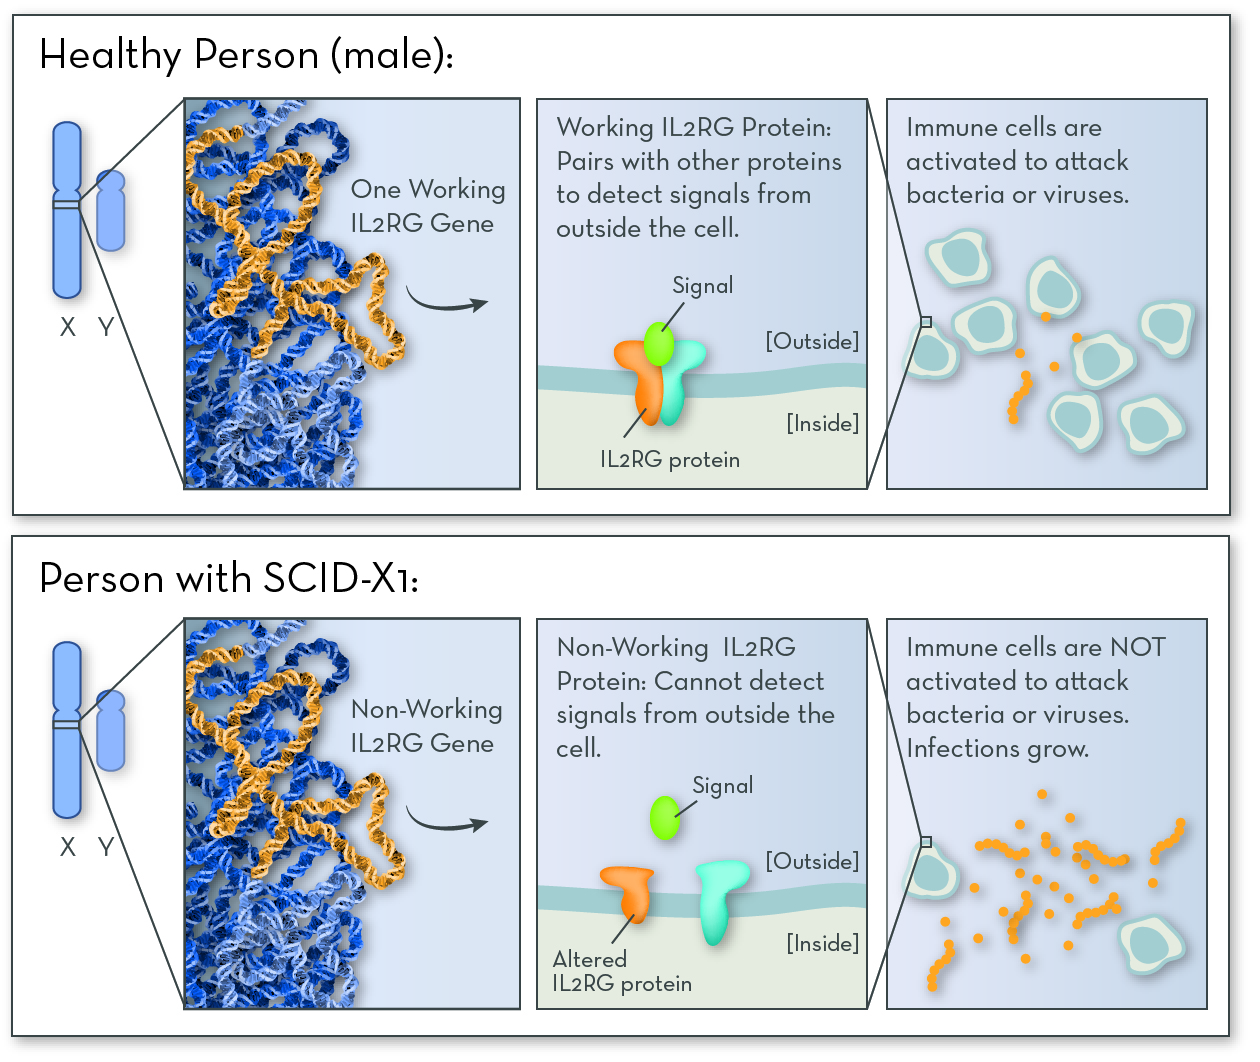 Healthy Person (male):
X Y
One Working
IL2RG Gene
Working IL2RG Protein:
Pairs with other proteins
to detect signals from
outside the cell.
Signal
[Outside]
[Inside]
IL2RG protein
Immune cells are
activated to attack
bacteria or viruses.
Person with SCID-X1:
X Y
Non-Working
IL2RG Gene
Non-Working IL2RG
Protein: Cannot detect
signals from outside the
cell.
Signal
[Outside]
[Inside]
Altered
IL2RG protein
Immune cells are NOT
activated to attack
bacteria or viruses.
Infections grow.